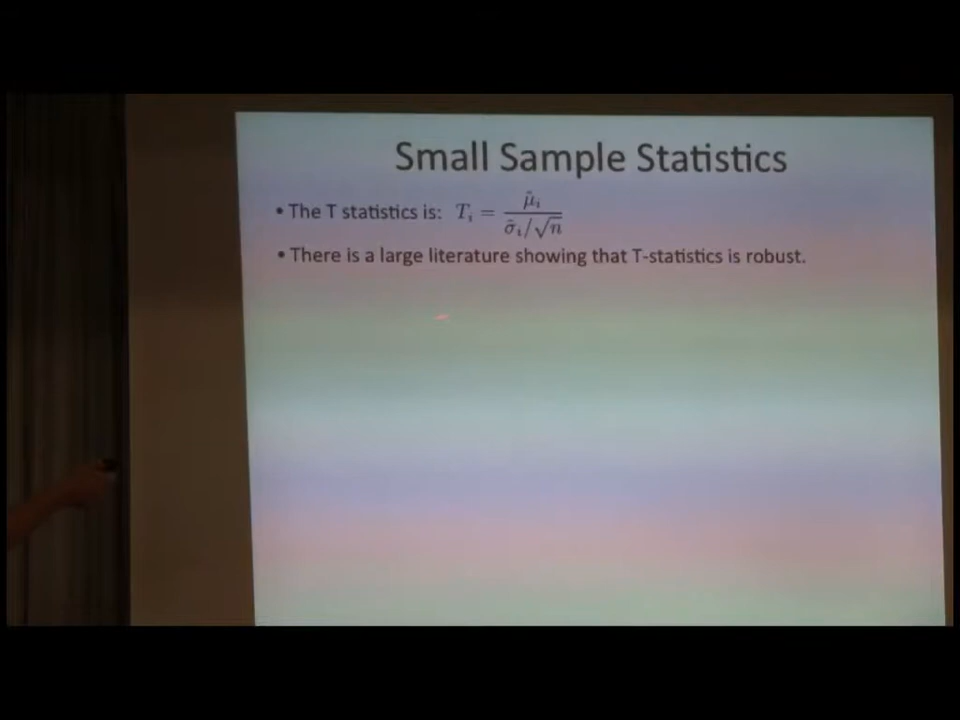 Small Sample Statistics
• The T statistics is: T_i = μ̂_i / (σ̂_i/√n)
• There is a large literature showing that T-statistics is robust.